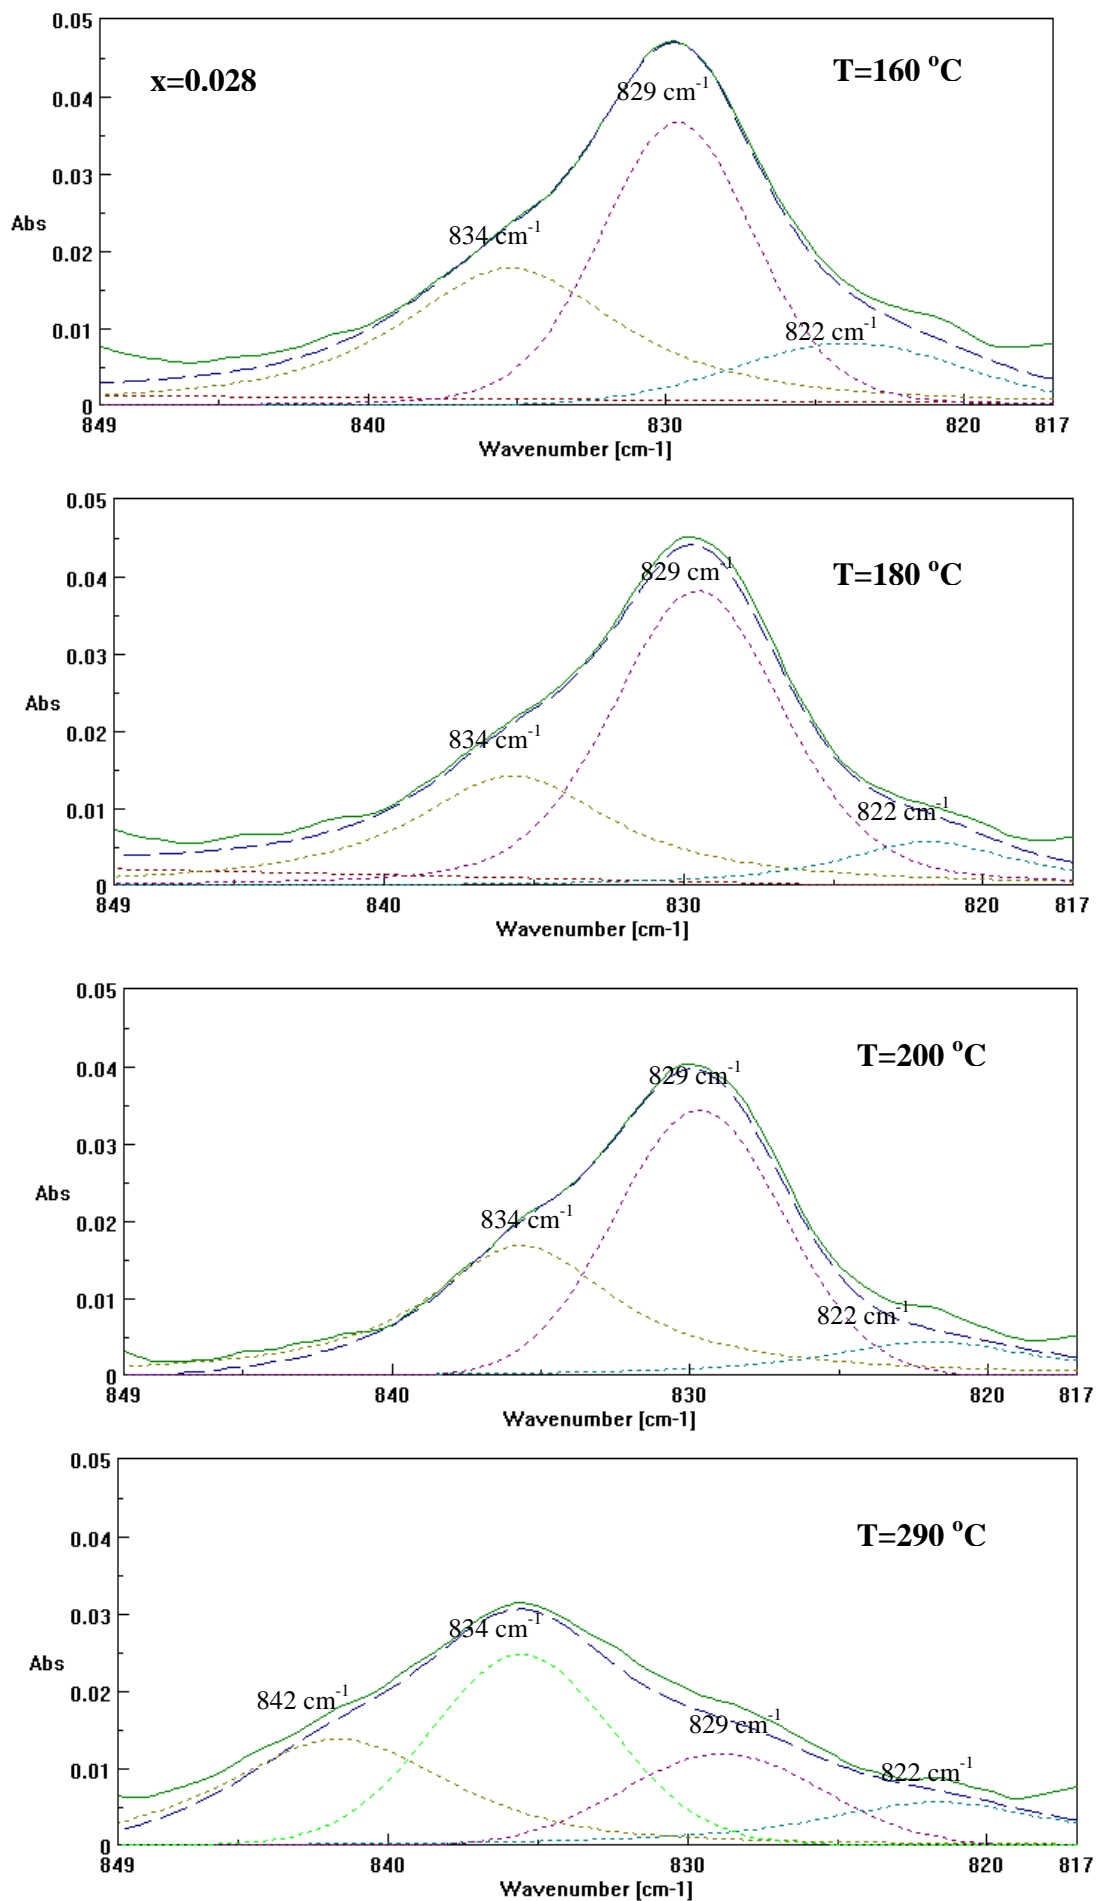 0.05
x=0.028
T=160 °C
829 cm⁻¹
0.04
0.03
Abs
834 cm⁻¹
0.02
822 cm⁻¹
0.01
0
849 840 830 820 817
Wavenumber [cm-1]
0.05
T=180 °C
829 cm⁻¹
0.04
0.03
Abs
834 cm⁻¹
0.02
822 cm⁻¹
0.01
0
849 840 830 820 817
Wavenumber [cm-1]
0.05
T=200 °C
829 cm⁻¹
0.04
0.03
Abs
834 cm⁻¹
0.02
822 cm⁻¹
0.01
0
849 840 830 820 817
Wavenumber [cm-1]
0.05
T=290 °C
0.04
0.03
834 cm⁻¹
Abs
842 cm⁻¹
0.02
829 cm⁻¹
822 cm⁻¹
0.01
0
849 840 830 820 817
Wavenumber [cm-1]